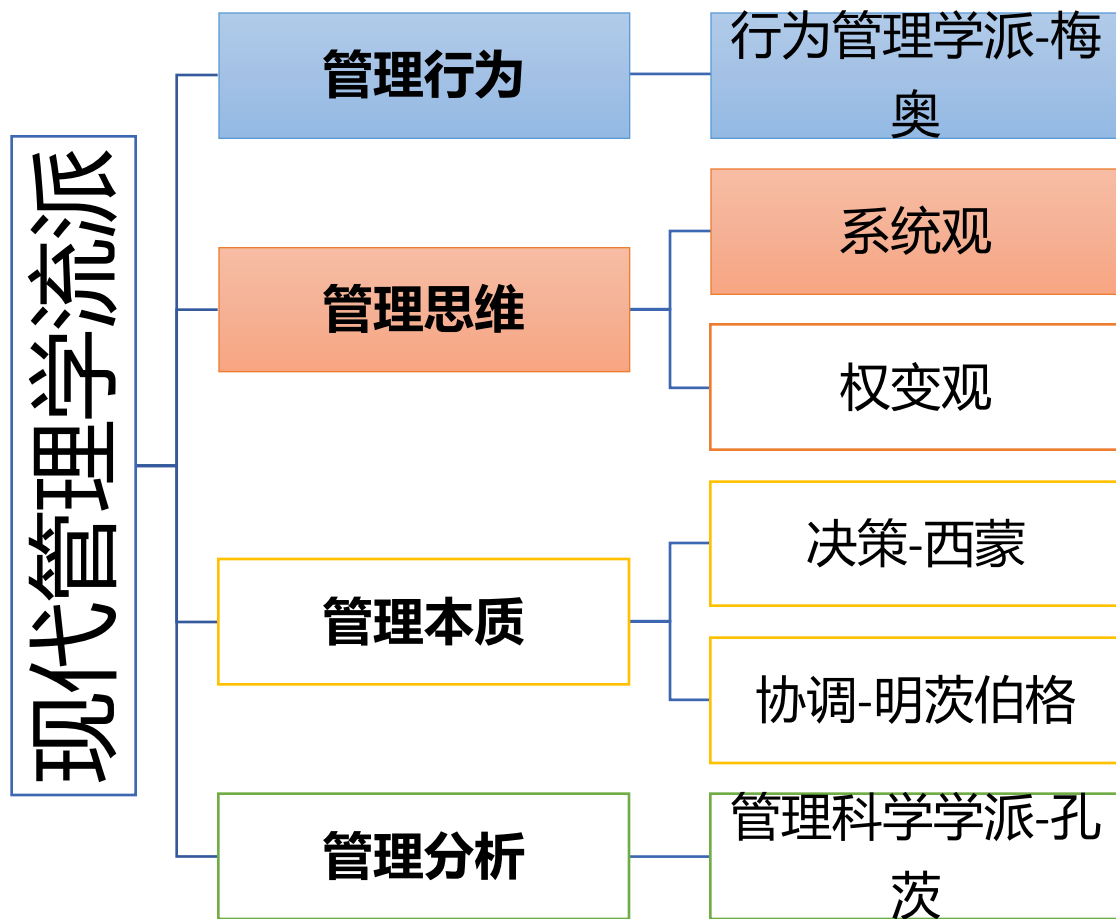 现代管理学流派
管理行为
行为管理学派-梅
奥
管理思维
系统观
权变观
管理本质
决策-西蒙
协调-明茨伯格
管理分析
管理科学学派-孔
茨